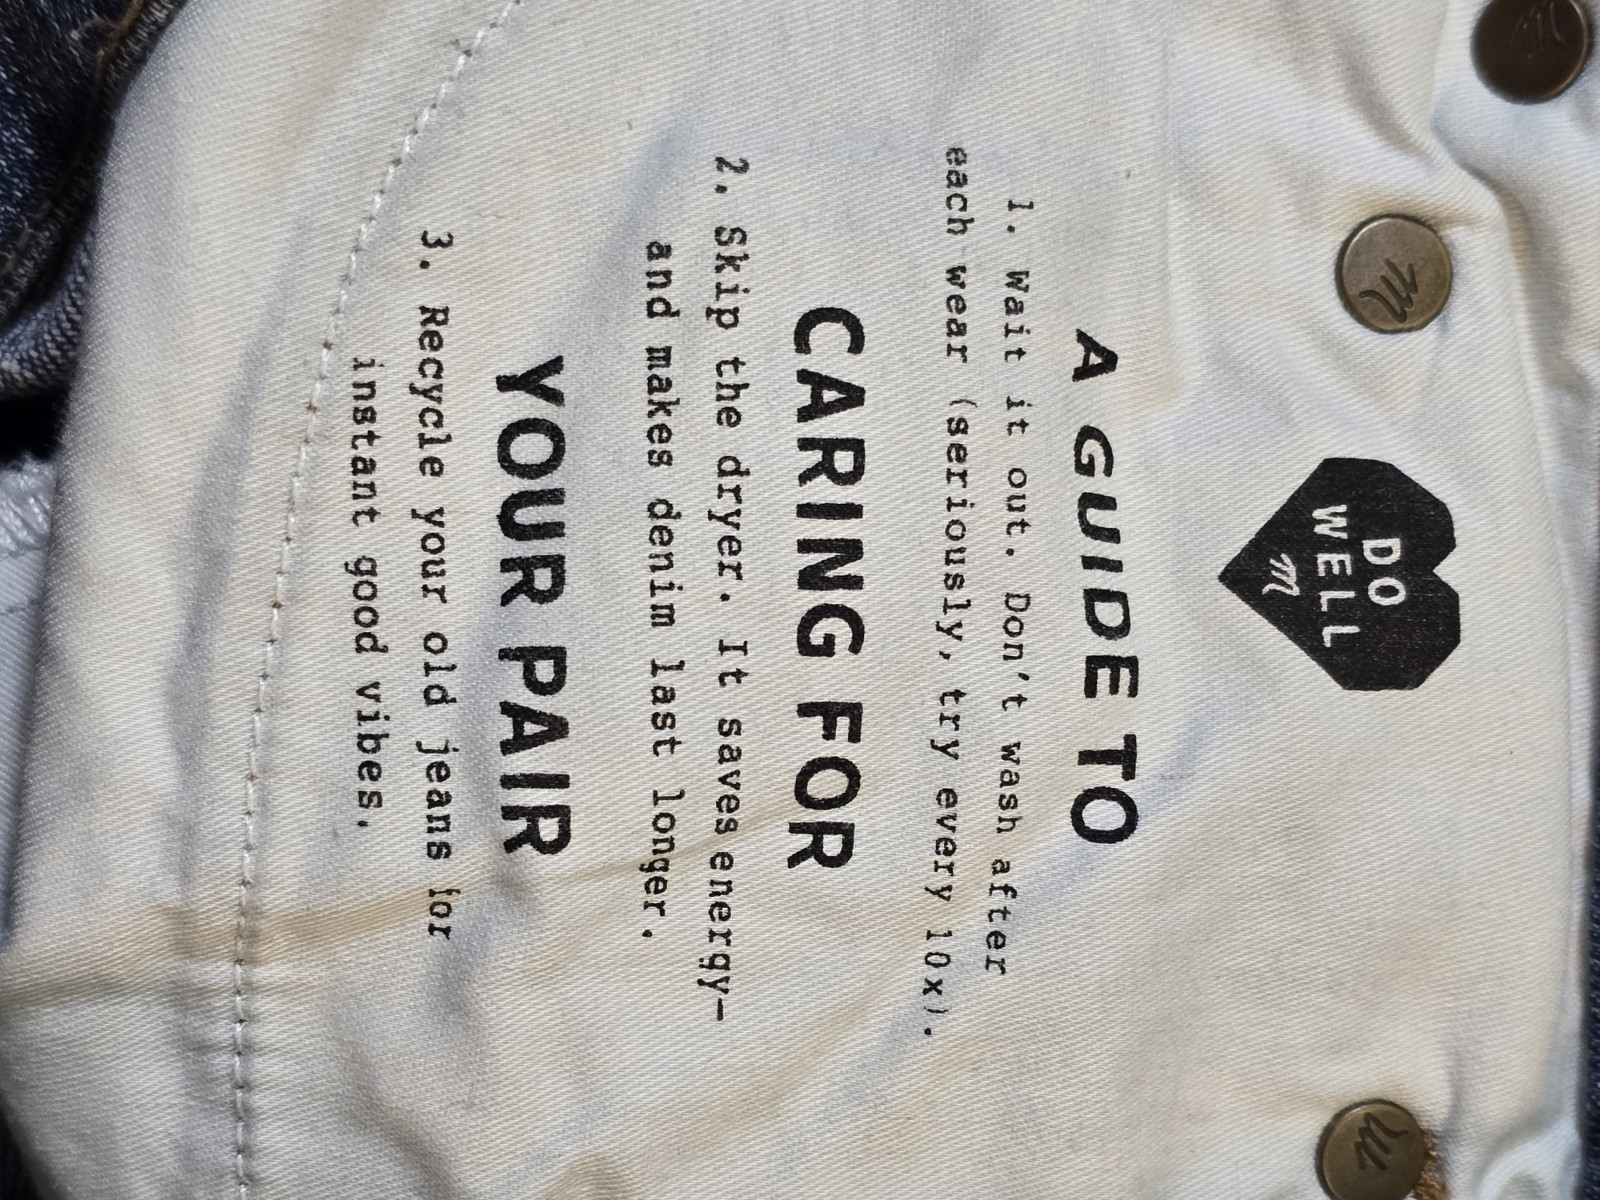 DO
WELL
m
A GUIDE TO
1. Wait it out. Don't wash after
each wear (seriously, try every 10x).
CARING FOR
2. Skip the dryer. It saves energy—
and makes denim last longer.
YOUR PAIR
3. Recycle your old jeans for
instant good vibes.
m
m
m